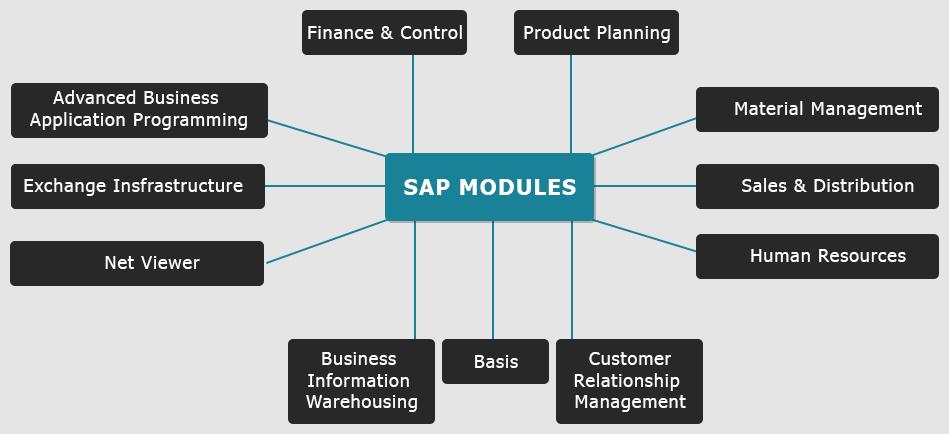 Finance & Control
Product Planning
Advanced Business
Application Programming
Material Management
Exchange Insfrastructure
SAP MODULES
Sales & Distribution
Net Viewer
Human Resources
Business
Information
Warehousing
Basis
Customer
Relationship
Management